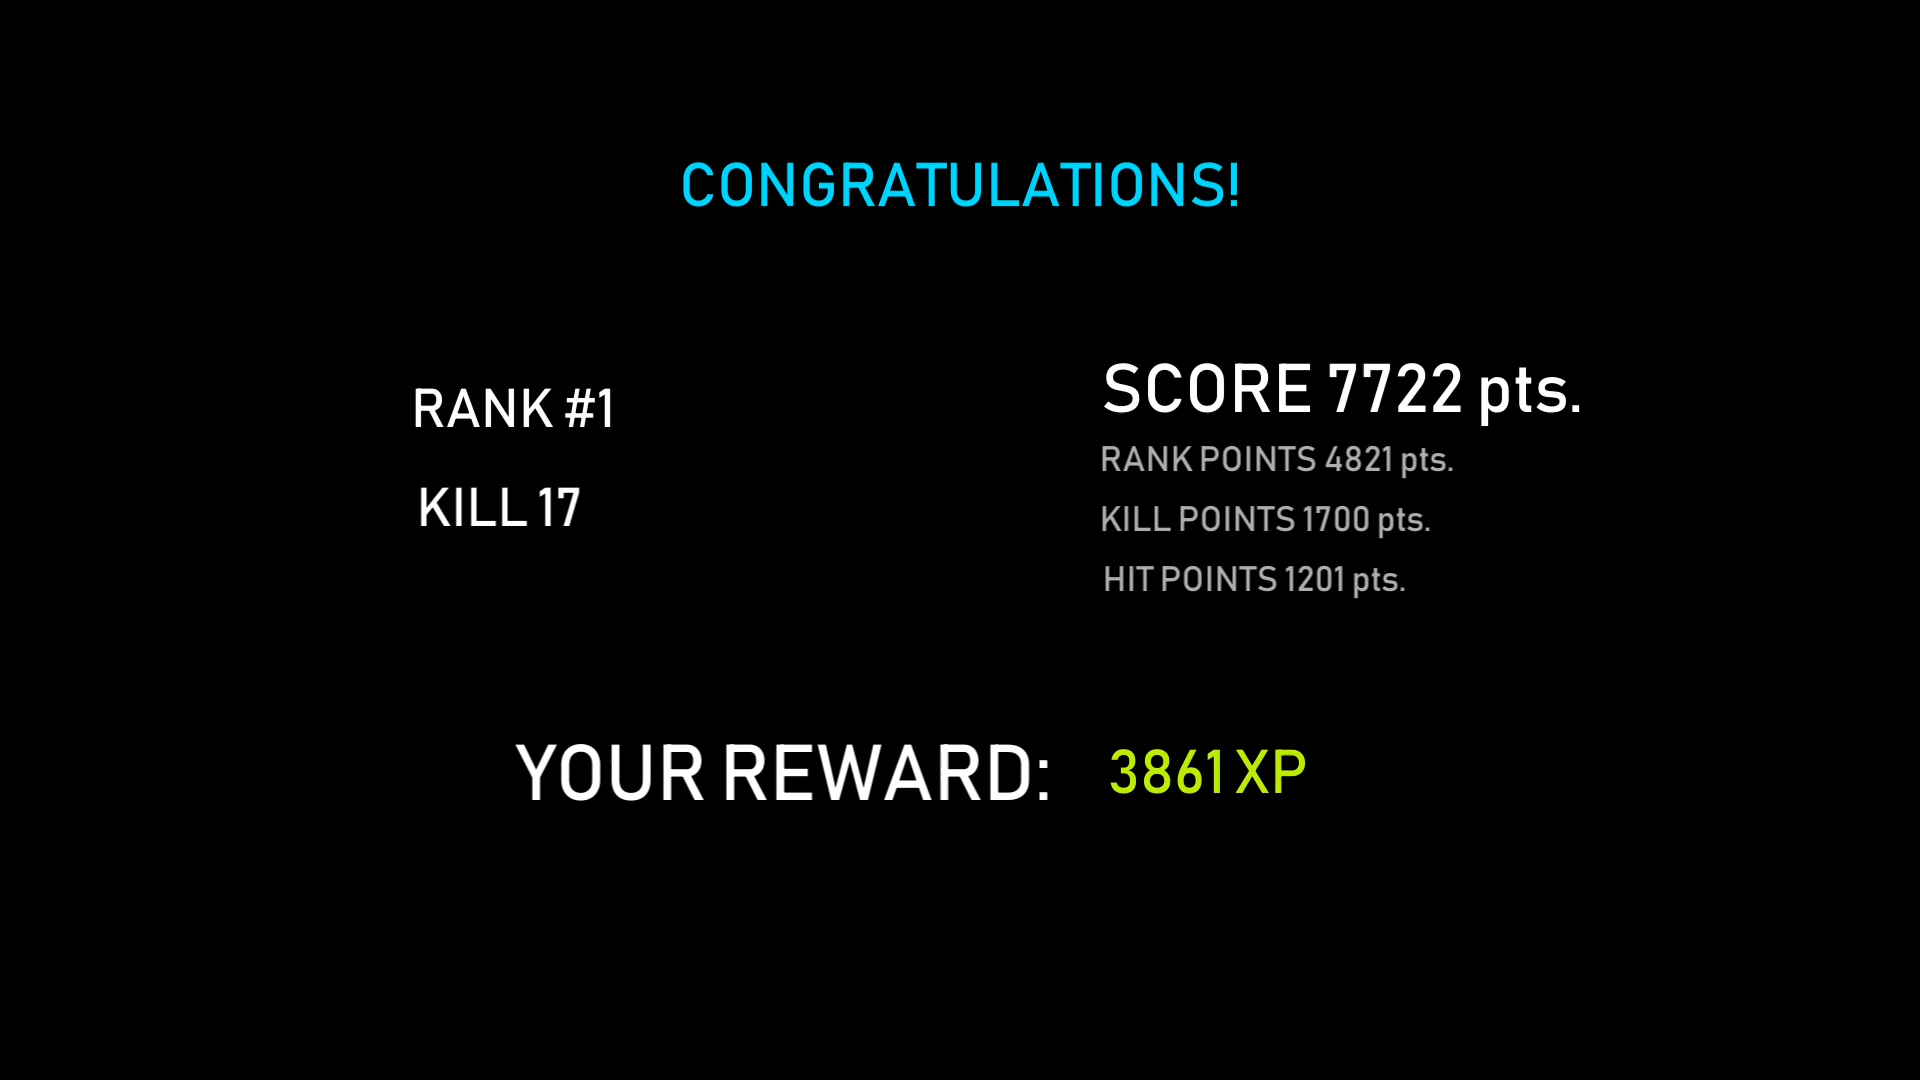 CONGRATULATIONS!
RANK #1
KILL 17
SCORE 7722 pts.
RANK POINTS 4821 pts.
KILL POINTS 1700 pts.
HIT POINTS 1201 pts.
YOUR REWARD: 3861 XP